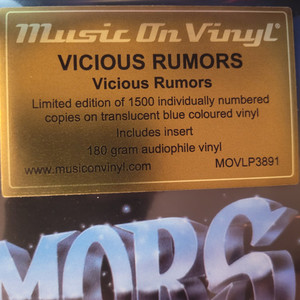 Music On Vinyl®
VICIOUS RUMORS
Vicious Rumors
Limited edition of 1500 individually numbered
copies on translucent blue coloured vinyl
Includes insert
180 gram audiophile vinyl
www.musiconvinyl.com MOVLP3891
MORS